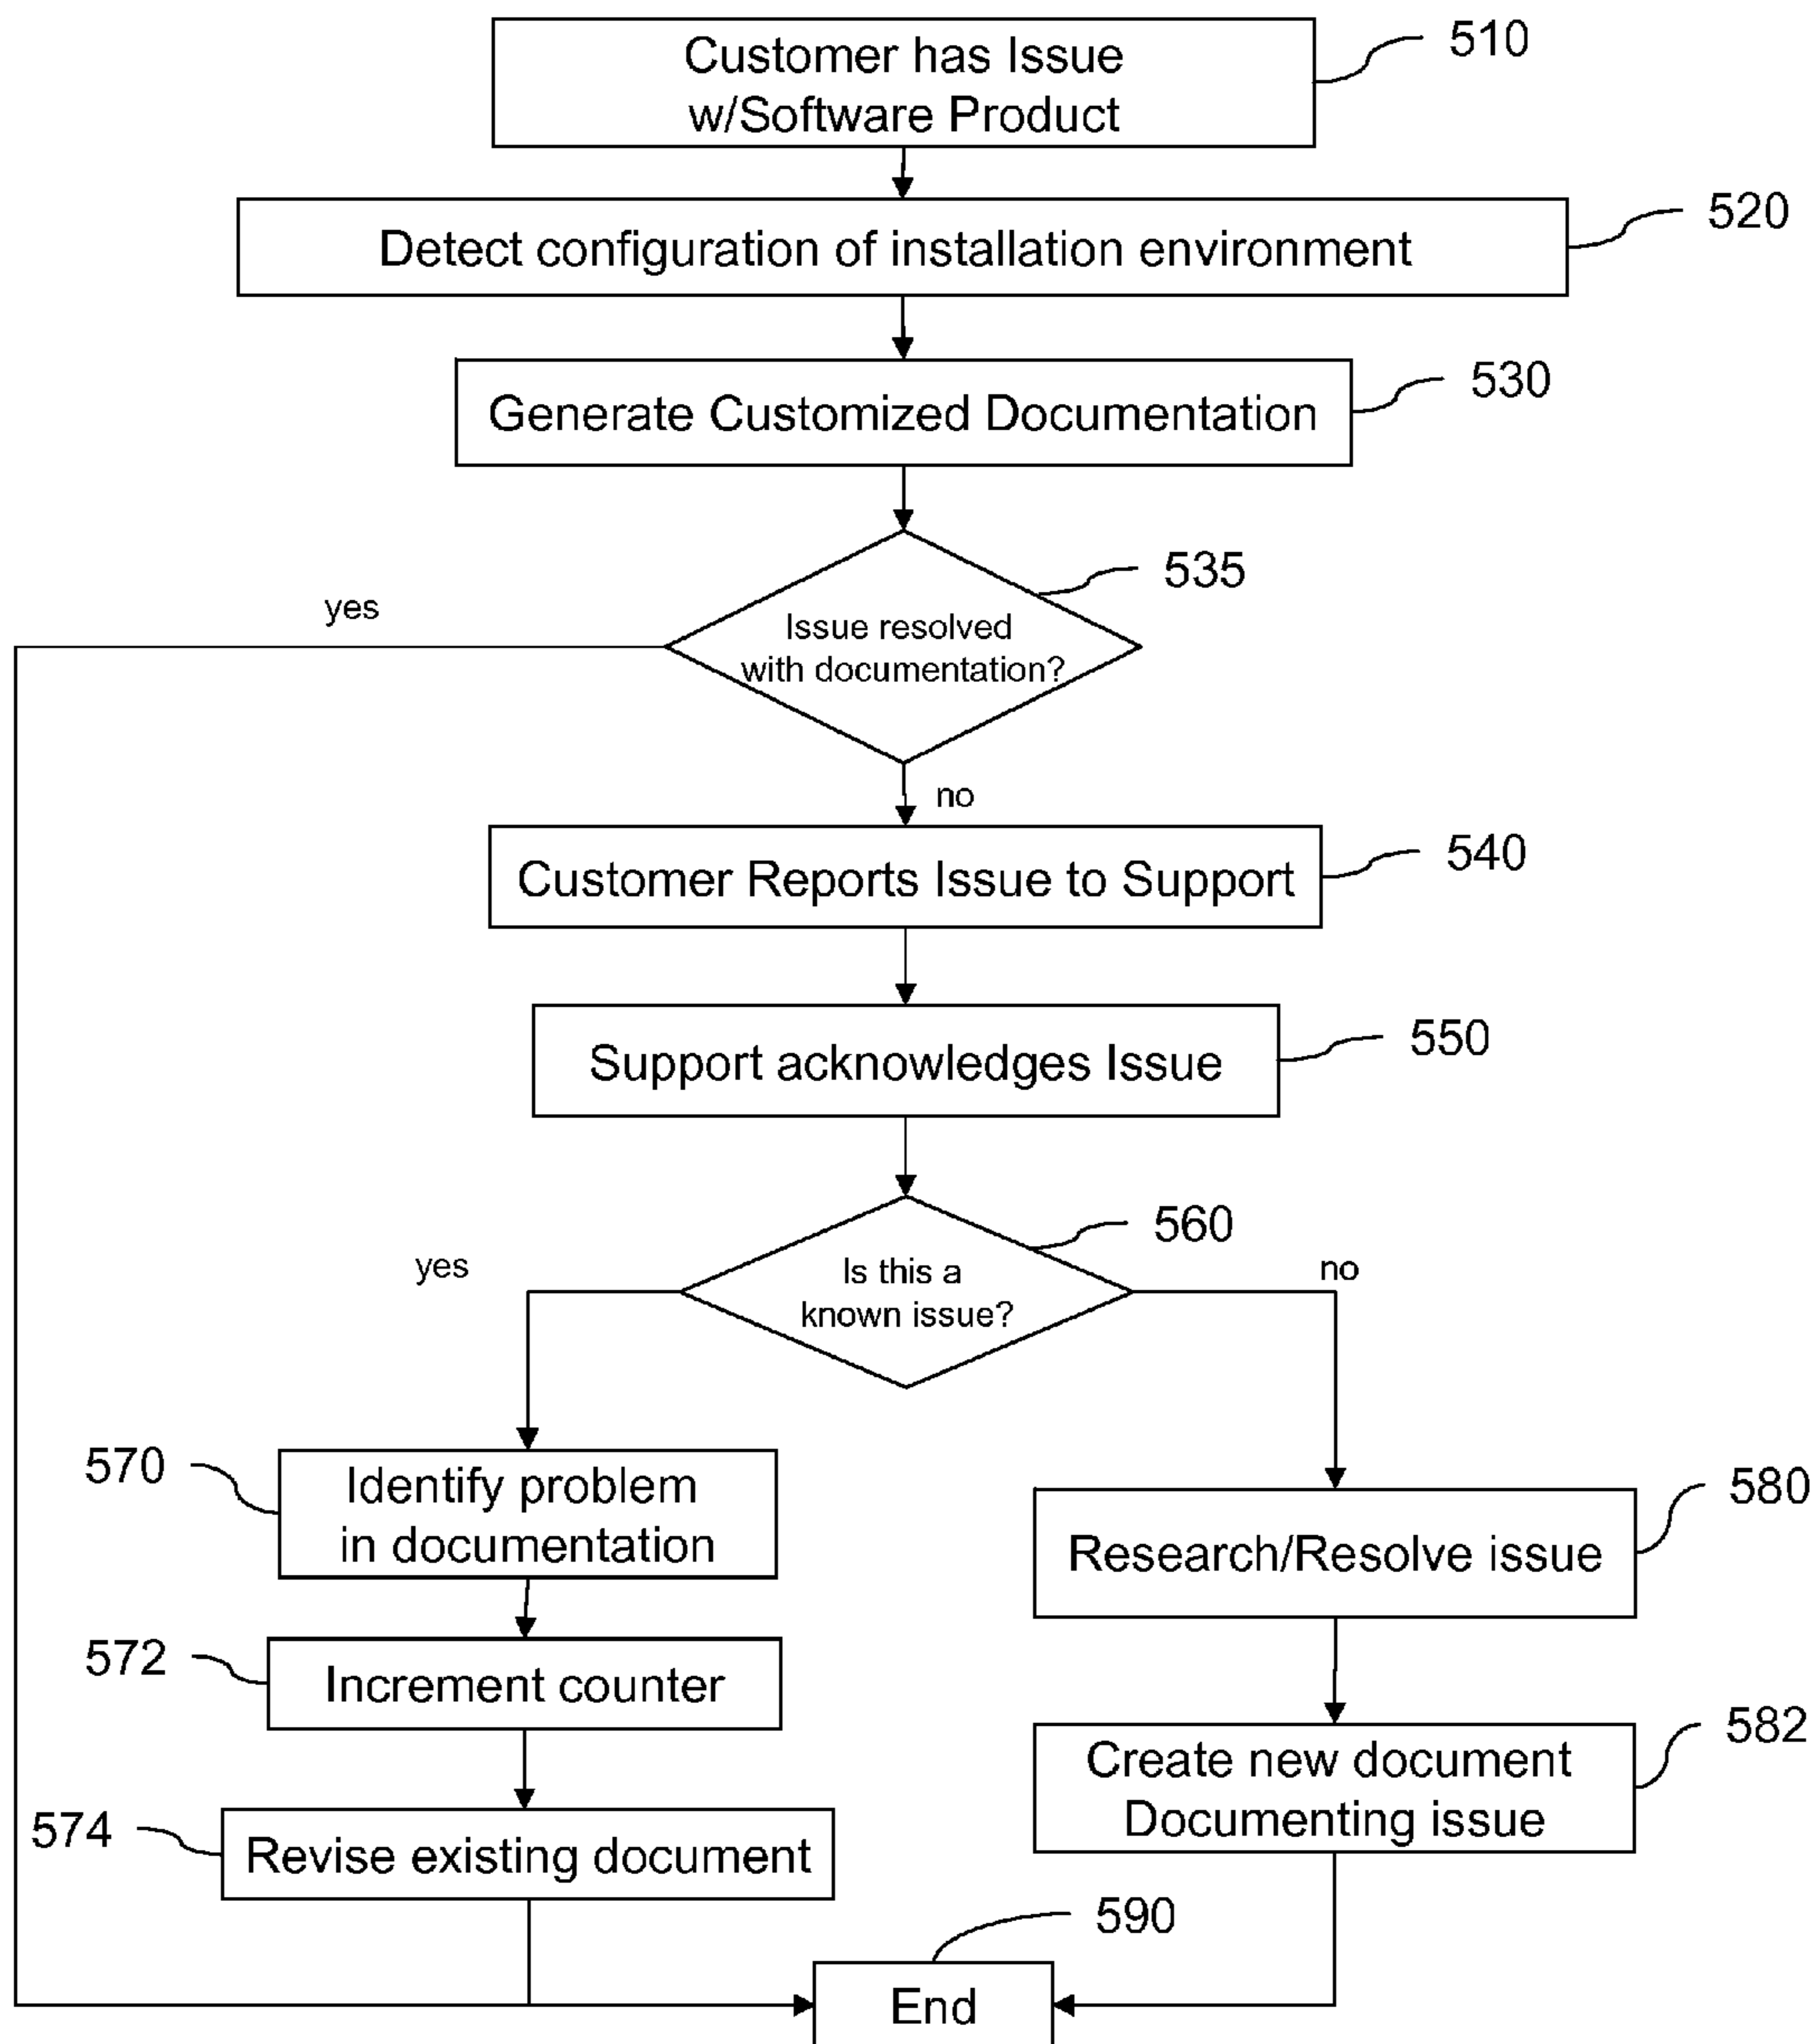 Customer has Issue
w/Software Product
510
Detect configuration of installation environment
520
Generate Customized Documentation
530
Issue resolved
with documentation?
535
yes
no
Customer Reports Issue to Support
540
Support acknowledges Issue
550
Is this a
known issue?
560
yes
no
570
Identify problem
in documentation
580
Research/Resolve issue
572
Increment counter
582
Create new document
Documenting issue
574
Revise existing document
590
End